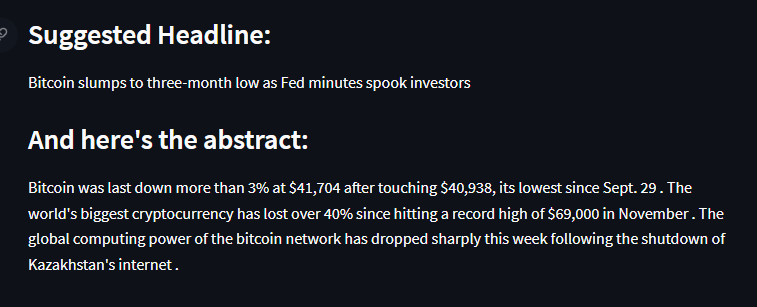 Suggested Headline:
Bitcoin slumps to three-month low as Fed minutes spook investors
And here's the abstract:
Bitcoin was last down more than 3% at $41,704 after touching $40,938, its lowest since Sept. 29 . The
world's biggest cryptocurrency has lost over 40% since hitting a record high of $69,000 in November . The
global computing power of the bitcoin network has dropped sharply this week following the shutdown of
Kazakhstan's internet .